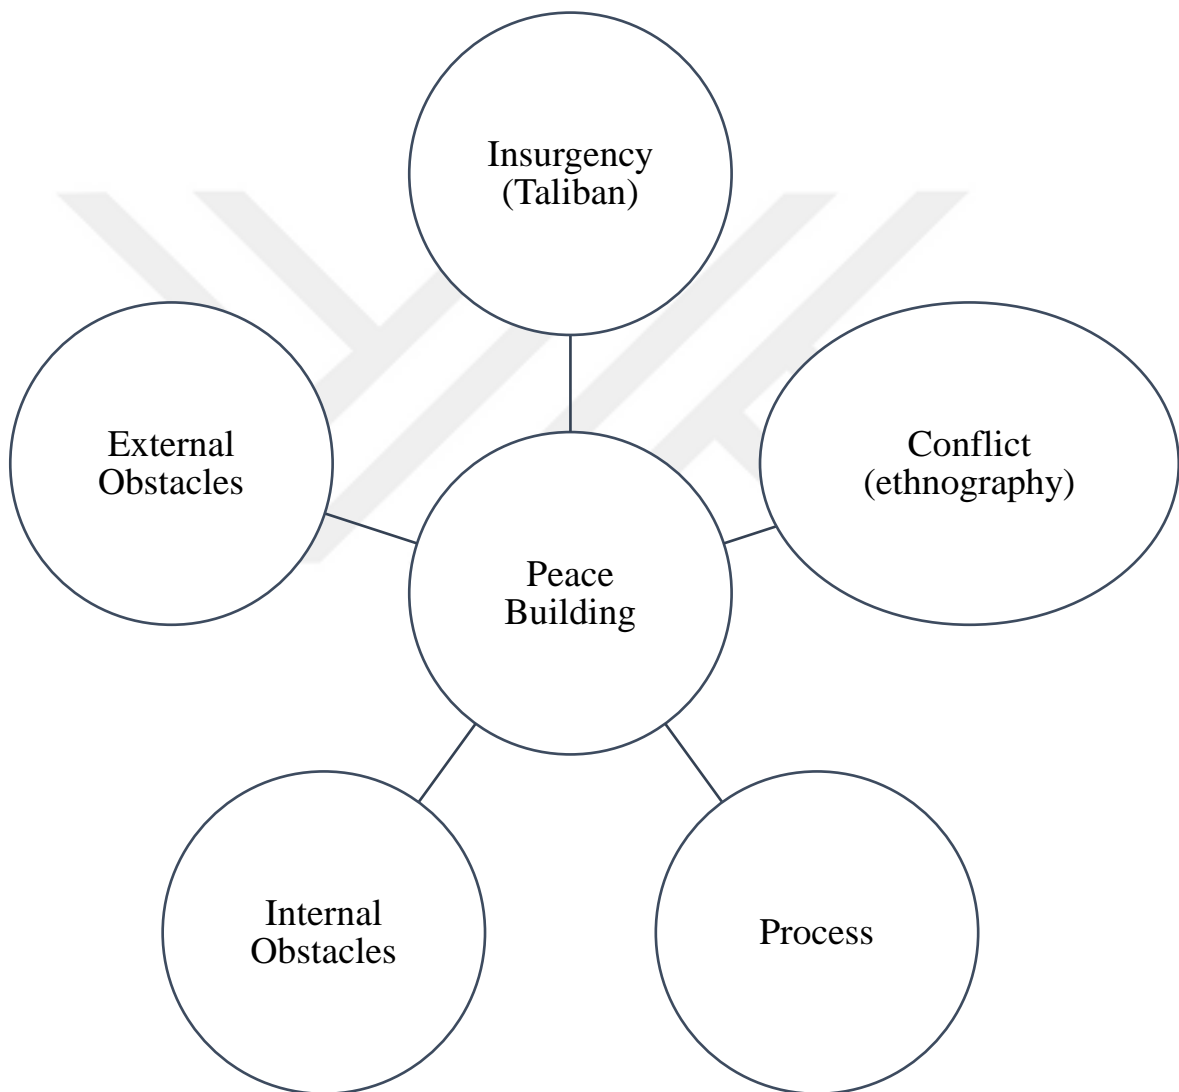 Insurgency
(Taliban)
External
Obstacles
Conflict
(ethnography)
Peace
Building
Internal
Obstacles
Process